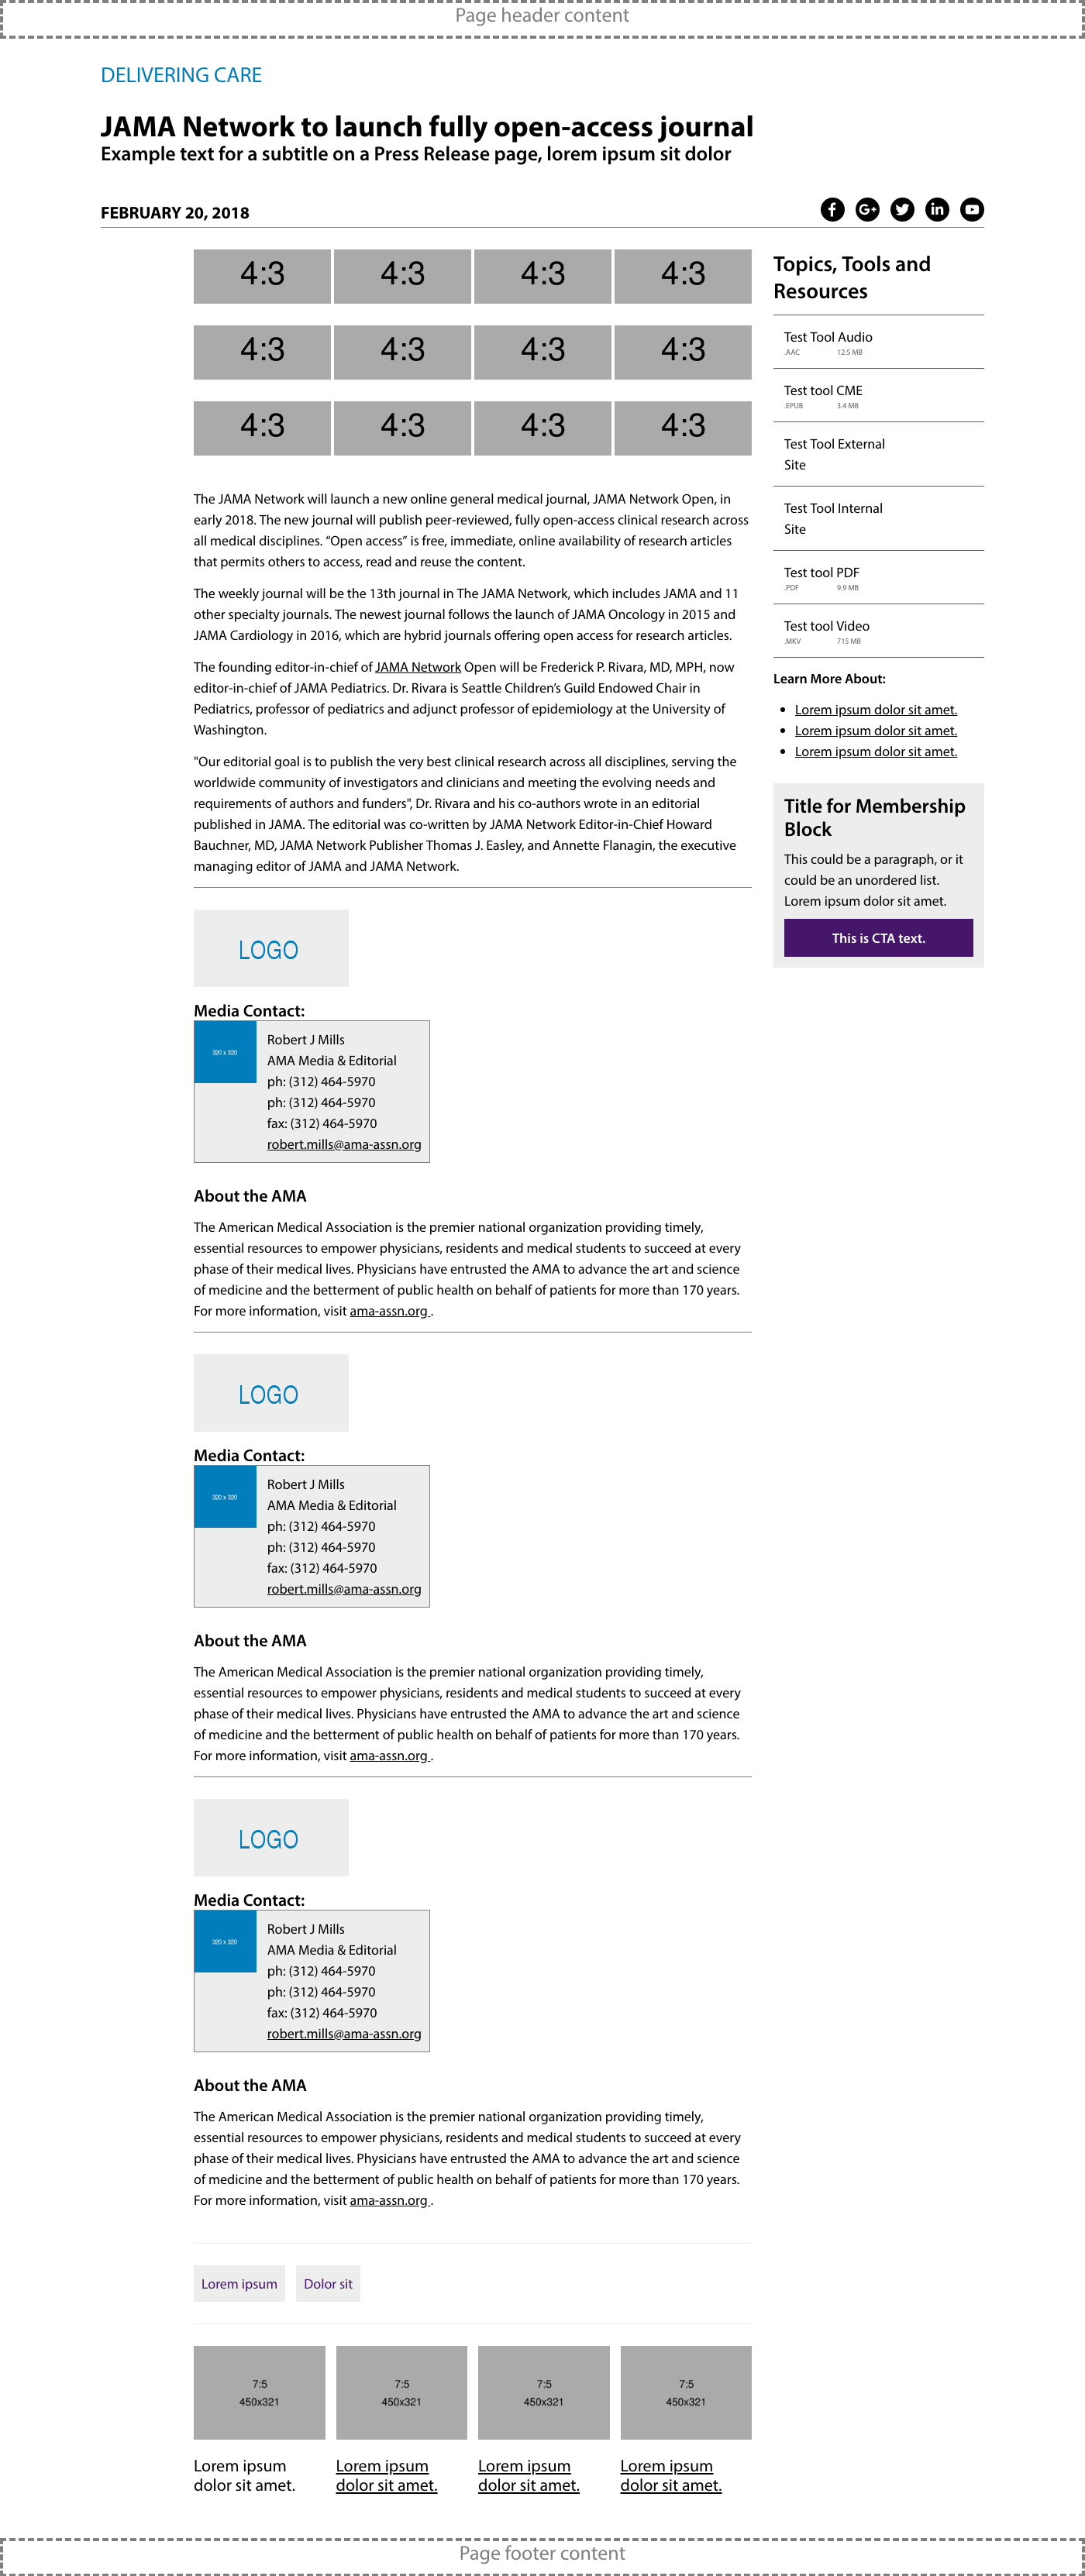 Page header content
DELIVERING CARE
JAMA Network to launch fully open-access journal
Example text for a subtitle on a Press Release page, lorem ipsum sit dolor
FEBRUARY 20, 2018
4:3 4:3 4:3 4:3
4:3 4:3 4:3 4:3
4:3 4:3 4:3 4:3
The JAMA Network will launch a new online general medical journal, JAMA Network Open, in
early 2018. The new journal will publish peer-reviewed, fully open-access clinical research across
all medical disciplines. “Open access” is free, immediate, online availability of research articles
that permits others to access, read and reuse the content.
The weekly journal will be the 13th journal in The JAMA Network, which includes JAMA and 11
other specialty journals. The newest journal follows the launch of JAMA Oncology in 2015 and
JAMA Cardiology in 2016, which are hybrid journals offering open access for research articles.
The founding editor-in-chief of JAMA Network Open will be Frederick P. Rivara, MD, MPH, now
editor-in-chief of JAMA Pediatrics. Dr. Rivara is Seattle Children’s Guild Endowed Chair in
Pediatrics, professor of pediatrics and adjunct professor of epidemiology at the University of
Washington.
"Our editorial goal is to publish the very best clinical research across all disciplines, serving the
worldwide community of investigators and clinicians and meeting the evolving needs and
requirements of authors and funders", Dr. Rivara and his co-authors wrote in an editorial
published in JAMA. The editorial was co-written by JAMA Network Editor-in-Chief Howard
Bauchner, MD, JAMA Network Publisher Thomas J. Easley, and Annette Flanagin, the executive
managing editor of JAMA and JAMA Network.
LOGO
Media Contact:
320 x 320
Robert J Mills
AMA Media & Editorial
ph: (312) 464-5970
ph: (312) 464-5970
fax: (312) 464-5970
robert.mills@ama-assn.org
About the AMA
The American Medical Association is the premier national organization providing timely,
essential resources to empower physicians, residents and medical students to succeed at every
phase of their medical lives. Physicians have entrusted the AMA to advance the art and science
of medicine and the betterment of public health on behalf of patients for more than 170 years.
For more information, visit ama-assn.org .
LOGO
Media Contact:
320 x 320
Robert J Mills
AMA Media & Editorial
ph: (312) 464-5970
ph: (312) 464-5970
fax: (312) 464-5970
robert.mills@ama-assn.org
About the AMA
The American Medical Association is the premier national organization providing timely,
essential resources to empower physicians, residents and medical students to succeed at every
phase of their medical lives. Physicians have entrusted the AMA to advance the art and science
of medicine and the betterment of public health on behalf of patients for more than 170 years.
For more information, visit ama-assn.org .
LOGO
Media Contact:
320 x 320
Robert J Mills
AMA Media & Editorial
ph: (312) 464-5970
ph: (312) 464-5970
fax: (312) 464-5970
robert.mills@ama-assn.org
About the AMA
The American Medical Association is the premier national organization providing timely,
essential resources to empower physicians, residents and medical students to succeed at every
phase of their medical lives. Physicians have entrusted the AMA to advance the art and science
of medicine and the betterment of public health on behalf of patients for more than 170 years.
For more information, visit ama-assn.org .
Lorem ipsum Dolor sit
7:5 7:5 7:5 7:5
450x321 450x321 450x321 450x321
Lorem ipsum Lorem ipsum Lorem ipsum Lorem ipsum
dolor sit amet. dolor sit amet. dolor sit amet. dolor sit amet.
Topics, Tools and
Resources
Test Tool Audio
.AAC 12.5 MB
Test tool CME
.EPUB 3.4 MB
Test Tool External
Site
Test Tool Internal
Site
Test tool PDF
.PDF 9.9 MB
Test tool Video
.MKV 715 MB
Learn More About:
• Lorem ipsum dolor sit amet.
• Lorem ipsum dolor sit amet.
• Lorem ipsum dolor sit amet.
Title for Membership
Block
This could be a paragraph, or it
could be an unordered list.
Lorem ipsum dolor sit amet.
This is CTA text.
Page footer content